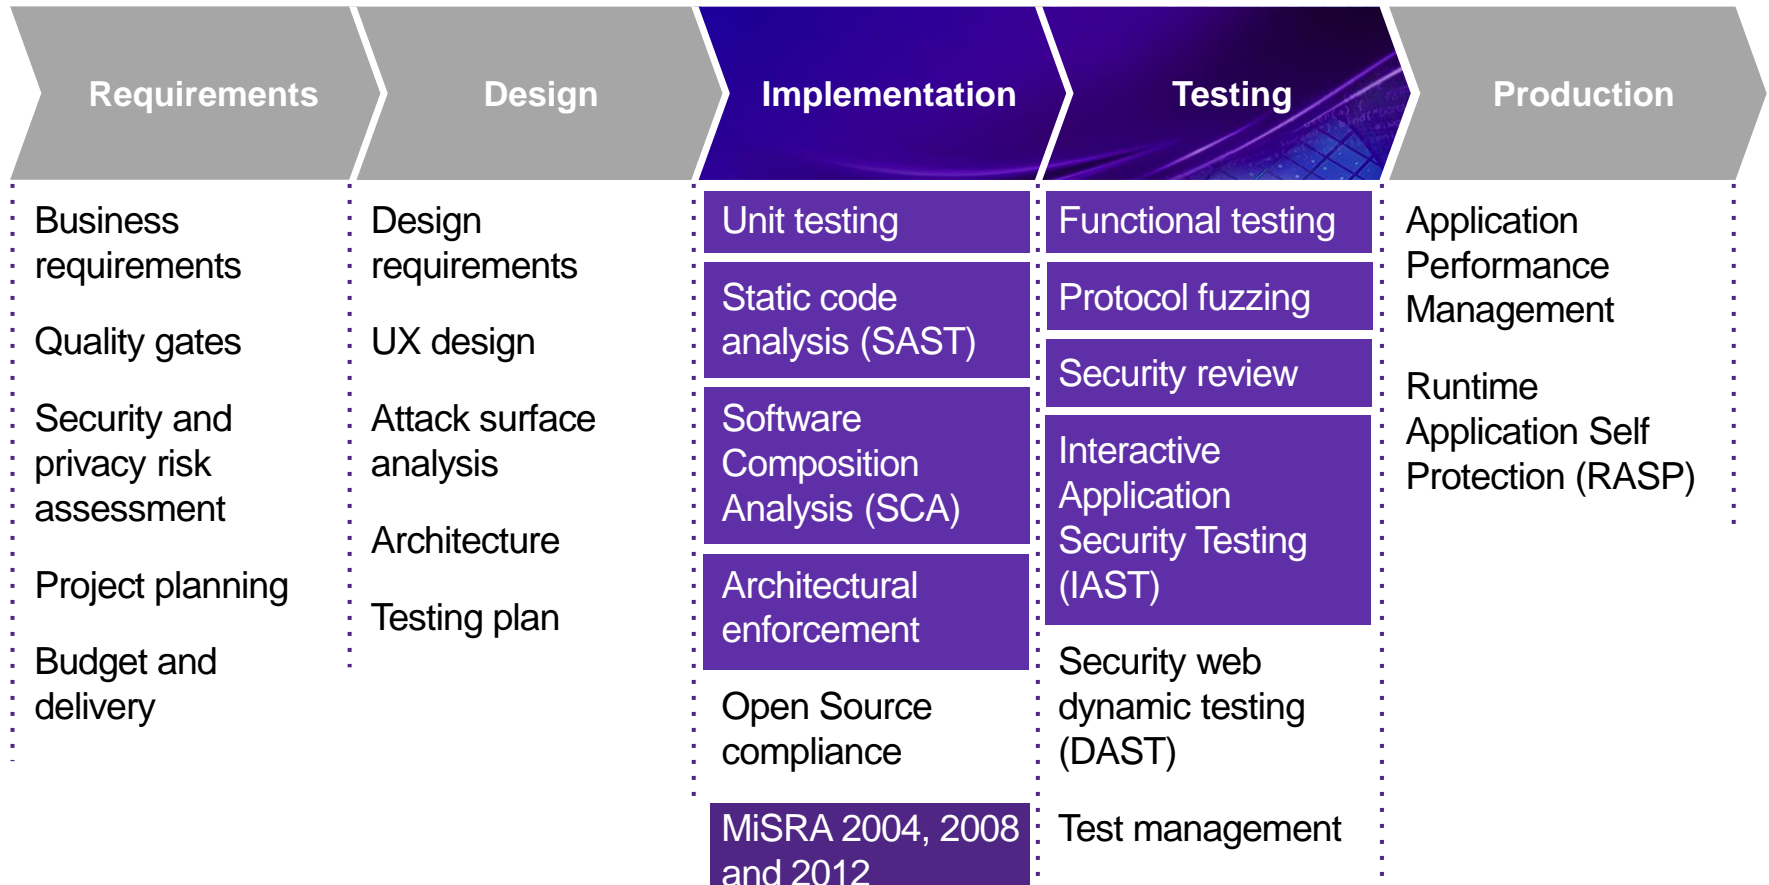 Requirements
Design
Implementation
Testing
Production
Business
requirements
Quality gates
Security and
privacy risk
assessment
Project planning
Budget and
delivery
Design
requirements
UX design
Attack surface
analysis
Architecture
Testing plan
Unit testing
Static code
analysis (SAST)
Software
Composition
Analysis (SCA)
Architectural
enforcement
Open Source
compliance
MiSRA 2004, 2008
and 2012
Functional testing
Protocol fuzzing
Security review
Interactive
Application
Security Testing
(IAST)
Security web
dynamic testing
(DAST)
Test management
Application
Performance
Management
Runtime
Application Self
Protection (RASP)